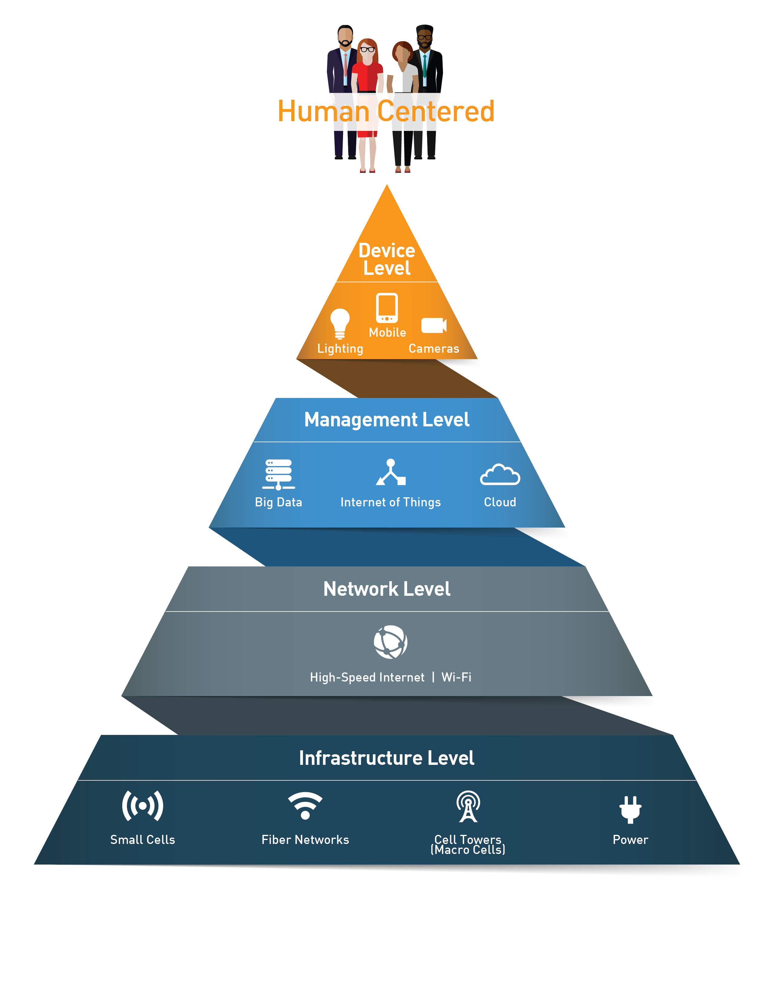 Human Centered
Device
Level
Mobile
Lighting
Cameras
Management Level
Big Data
Internet of Things
Cloud
Network Level
High-Speed Internet | Wi-Fi
Infrastructure Level
Small Cells
Fiber Networks
Cell Towers
(Macro Cells)
Power